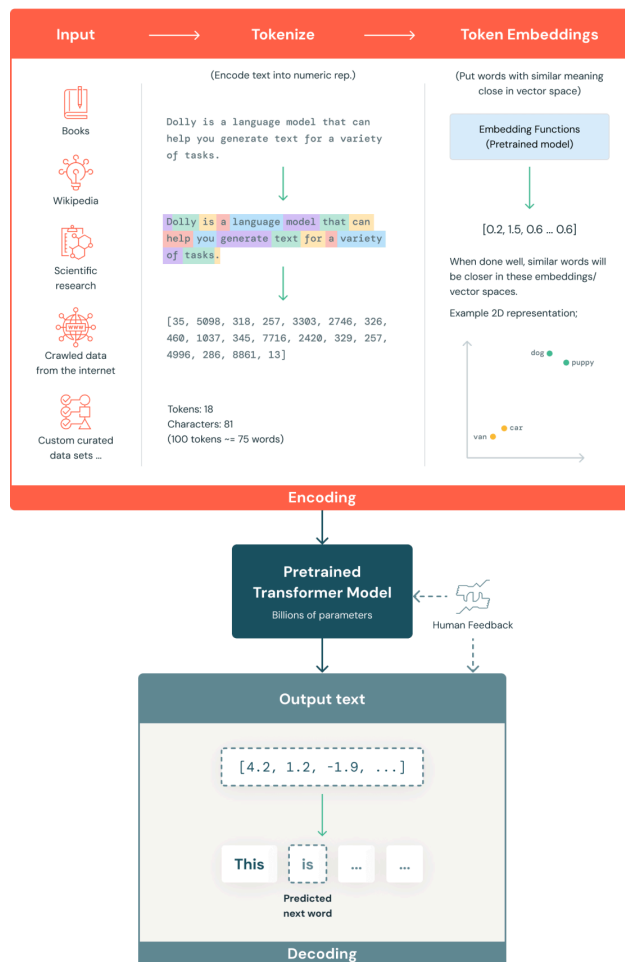 Input
Tokenize
Token Embeddings
Books
Wikipedia
Scientific
research
WWW
Crawled data
from the internet
Custom curated
data sets ...
(Encode text into numeric rep.)
Dolly is a language model that can
help you generate text for a variety
of tasks.
Dolly is a language model that can
help you generate text for a variety
of tasks.
[35, 5098, 318, 257, 3303, 2746, 326,
460, 1037, 345, 7716, 2420, 329, 257,
4996, 286, 8861, 13]
Tokens: 18
Characters: 81
(100 tokens ~= 75 words)
(Put words with similar meaning
close in vector space)
Embedding Functions
(Pretrained model)
[0.2, 1.5, 0.6 ... 0.6]
When done well, similar words will
be closer in these embeddings/
vector spaces.
Example 2D representation;
dog
puppy
car
van
Encoding
Pretrained
Transformer Model
Billions of parameters
Human Feedback
Output text
[4.2, 1.2, -1.9, ...]
This is ... ...
Predicted
next word
Decoding